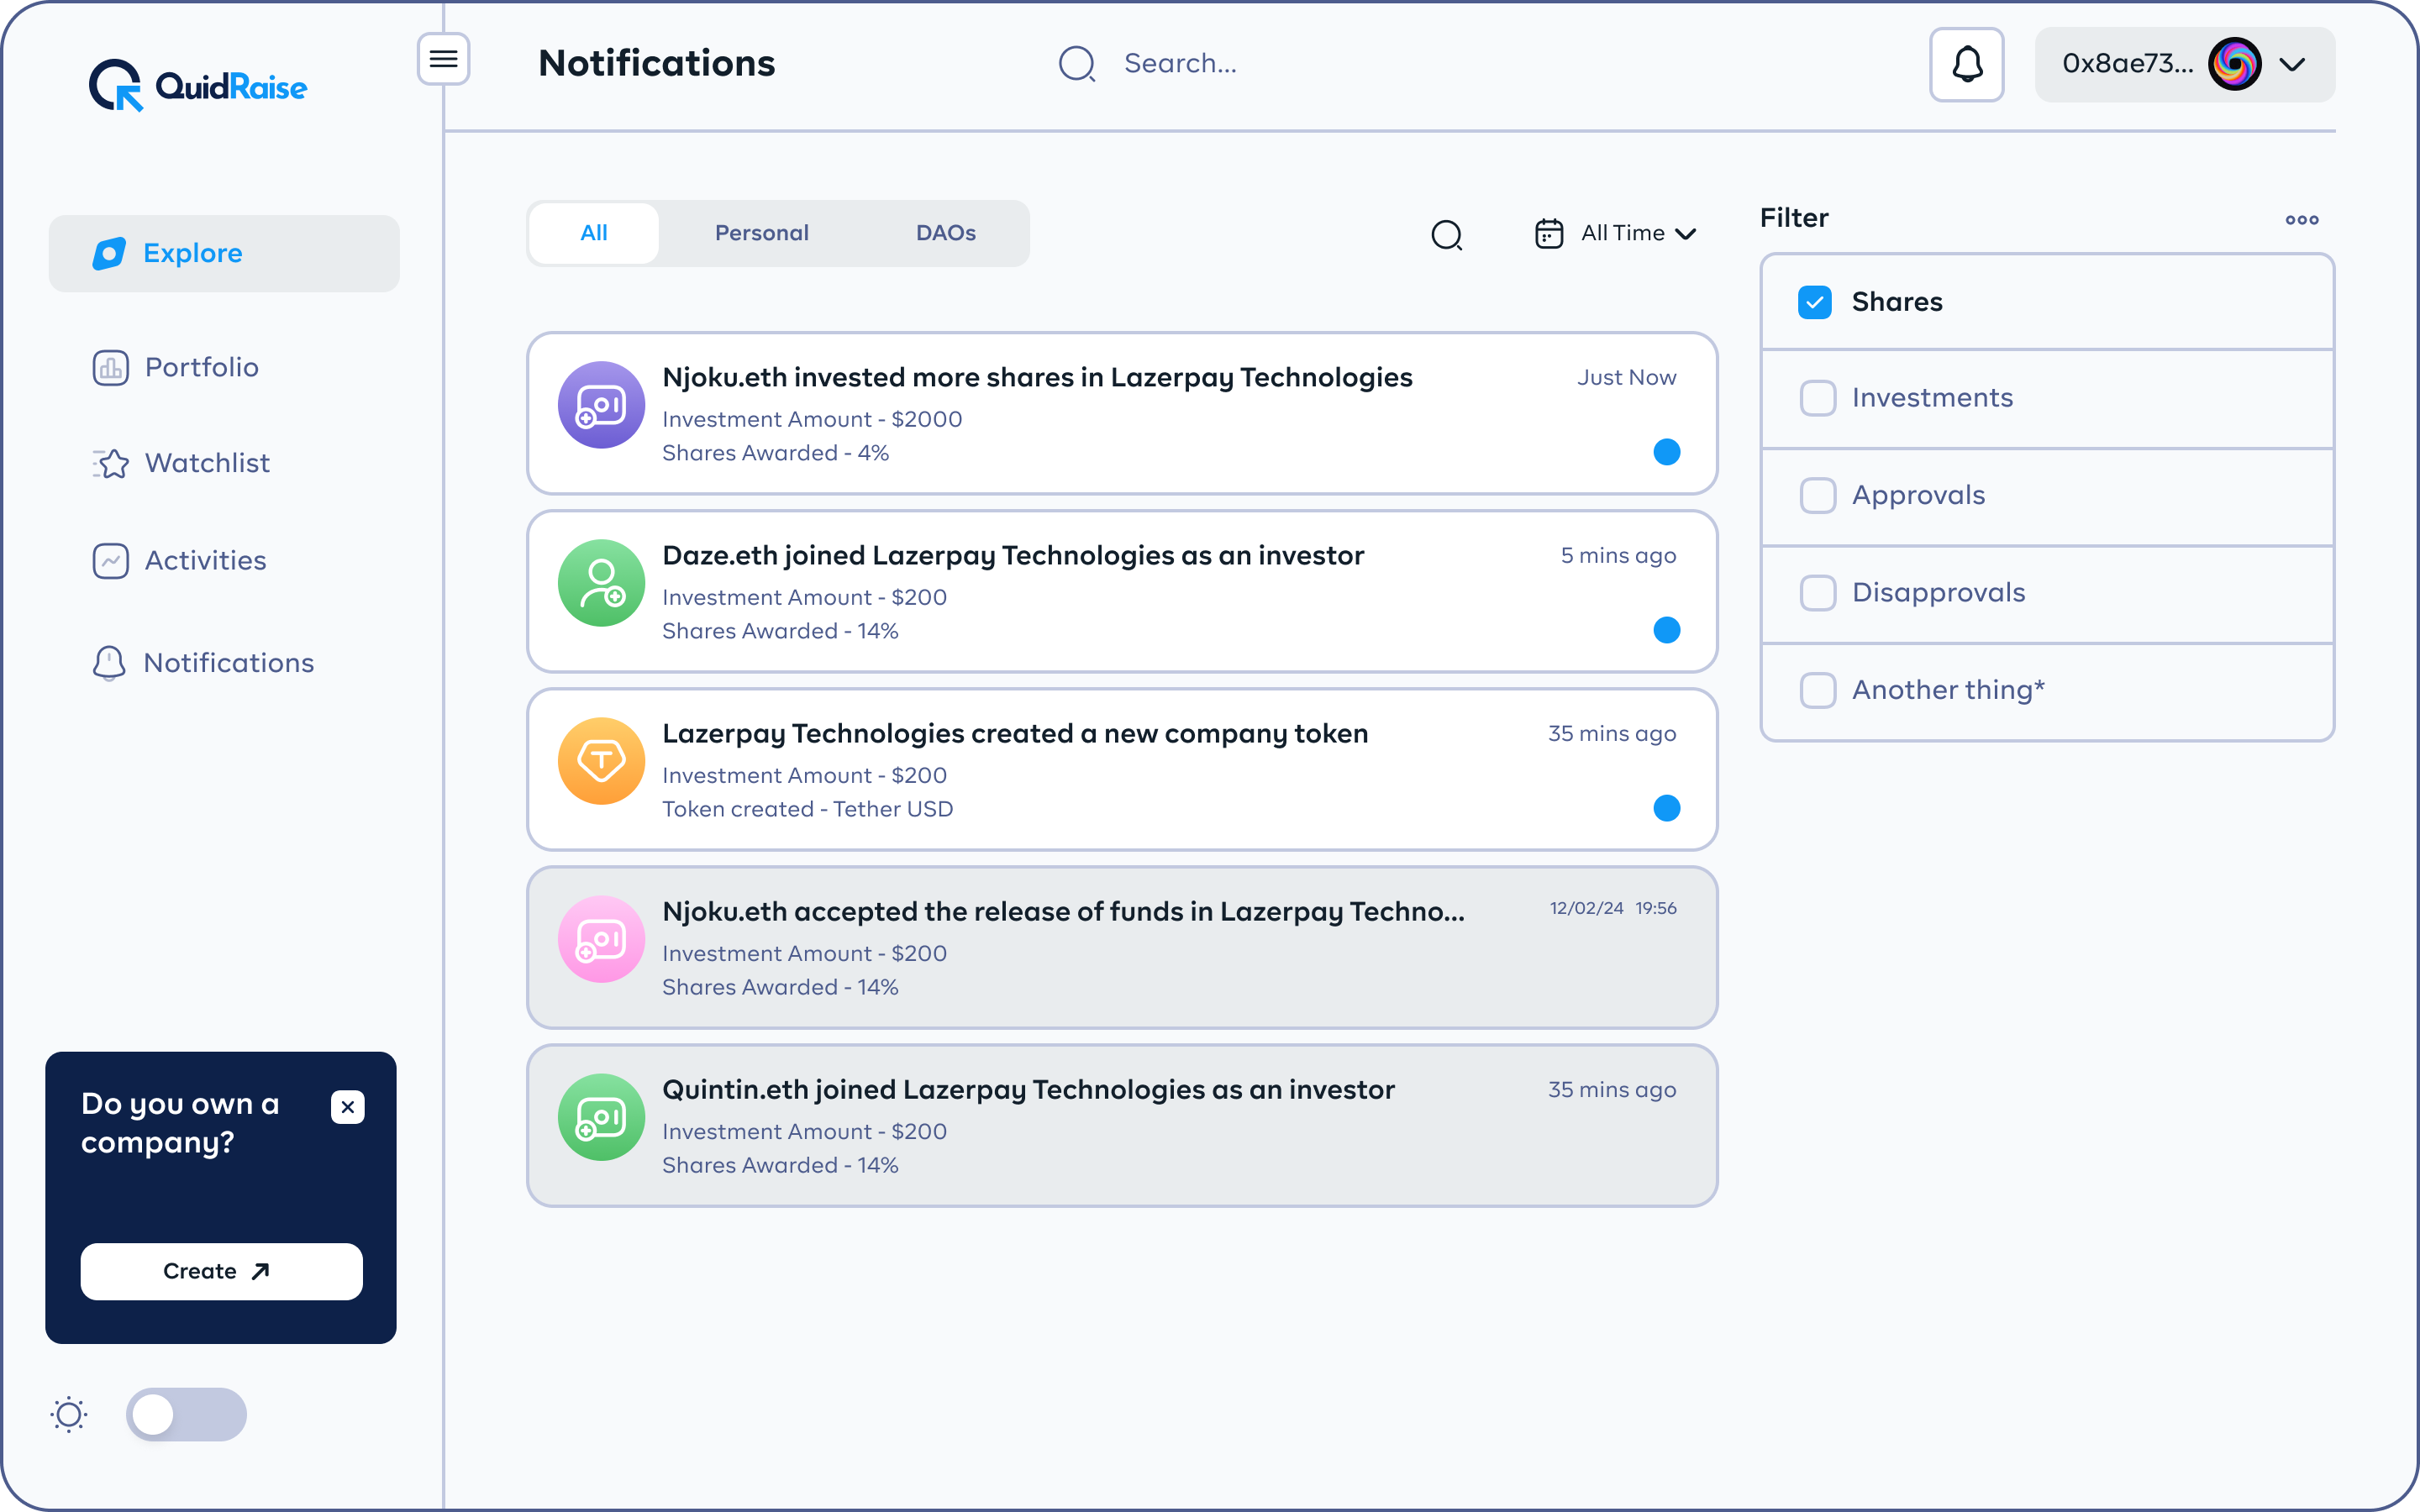 QuidRaise
Notifications
Search...
0x8ae73...
Explore
Portfolio
Watchlist
Activities
Notifications
Do you own a
company?
Create
All
Personal
DAOs
All Time
Njoku.eth invested more shares in Lazerpay Technologies
Just Now
Investment Amount - $2000
Shares Awarded - 4%
Daze.eth joined Lazerpay Technologies as an investor
5 mins ago
Investment Amount - $200
Shares Awarded - 14%
Lazerpay Technologies created a new company token
35 mins ago
Investment Amount - $200
Token created - Tether USD
Njoku.eth accepted the release of funds in Lazerpay Techno...
12/02/24 19:56
Investment Amount - $200
Shares Awarded - 14%
Quintin.eth joined Lazerpay Technologies as an investor
35 mins ago
Investment Amount - $200
Shares Awarded - 14%
Filter
Shares
Investments
Approvals
Disapprovals
Another thing*